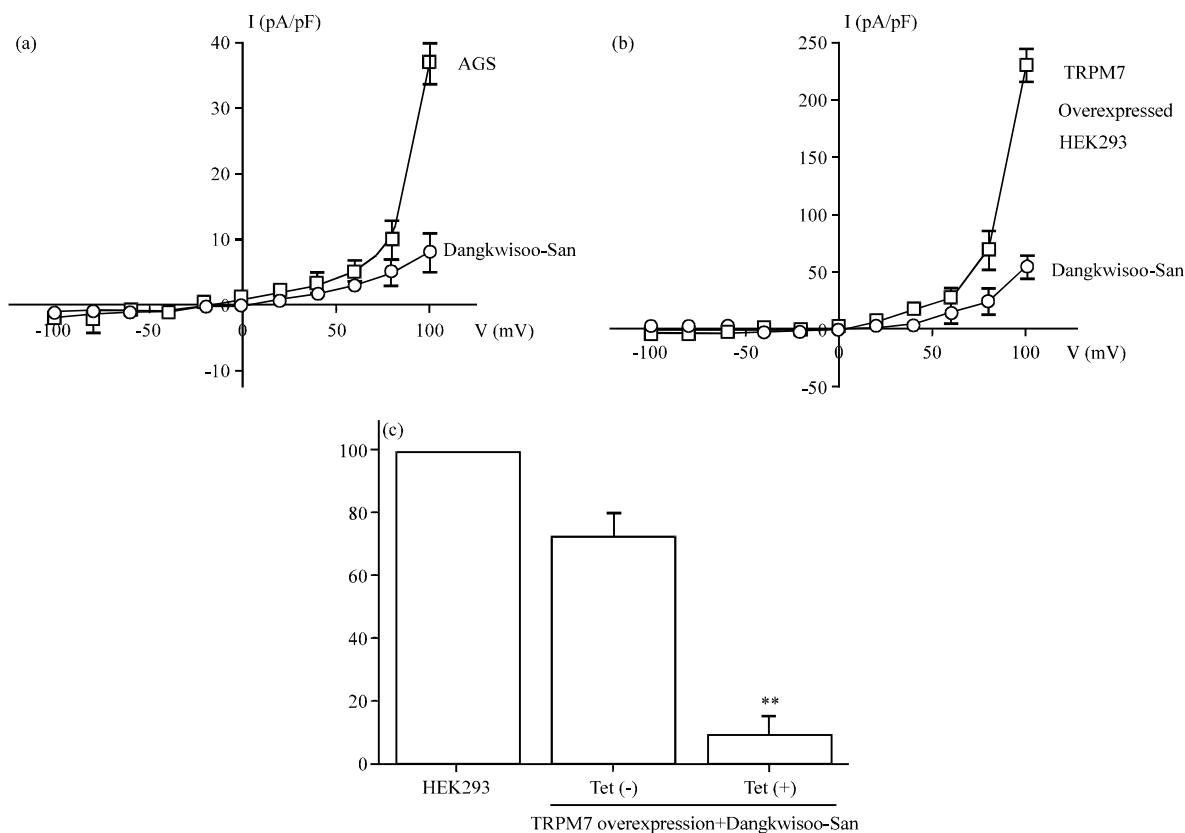 (a)
I (pA/pF)
40
AGS
30
20
10
Dangkwisoo-San
0
-100
-50
0
50
100
V (mV)
-10
(b)
I (pA/pF)
250
TRPM7
200
Overexpressed
HEK293
150
100
50
Dangkwisoo-San
0
-100
-50
0
50
100
V (mV)
-50
(c)
100
80
60
40
20
**
0
HEK293
Tet (-)
Tet (+)
TRPM7 overexpression+Dangkwisoo-San